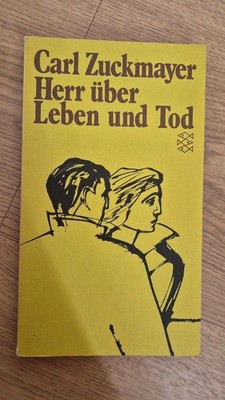 Carl Zuckmayer
Herr über
Leben und Tod